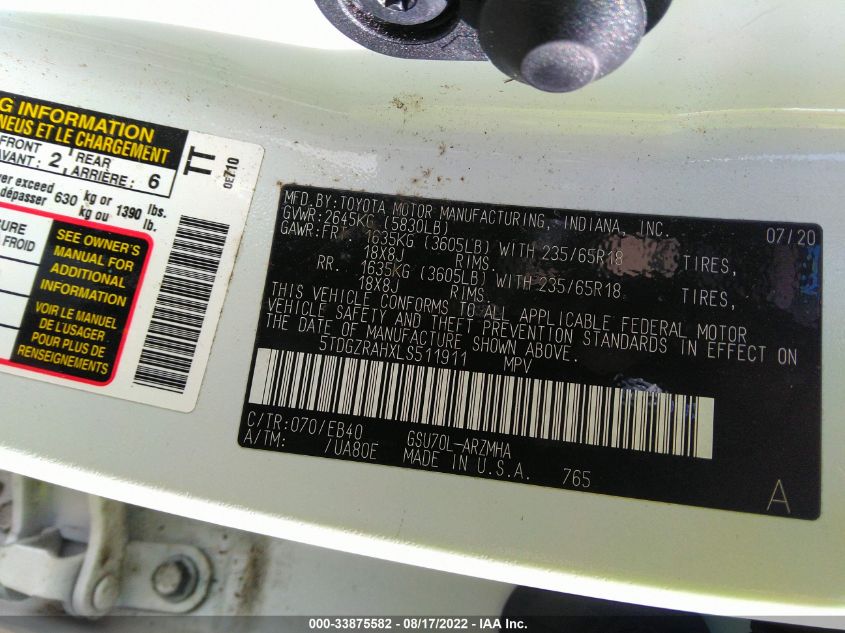 G INFORMATION
NEUS ET LE CHARGEMENT
FRONT
AVANT: 2
REAR
ARRIÈRE: 6
ver exceed
dépasser 630 kg or 1390 lbs.
kg ou lb.
SURE
FROID
SEE OWNER'S
MANUAL FOR
ADDITIONAL
INFORMATION
VOIR LE MANUEL
DE L'USAGER
POUR PLUS DE
RENSEIGNEMENTS
TT
0E710
MFD.BY:TOYOTA MOTOR MANUFACTURING, INDIANA, INC. 07/20
GVWR:2645KG (5830LB)
GAWR:FR. 1635KG (3605LB) WITH 235/65R18 TIRES,
18X8J RIMS.
RR. 1635KG (3605LB) WITH 235/65R18 TIRES,
18X8J RIMS.
THIS VEHICLE CONFORMS TO ALL APPLICABLE FEDERAL MOTOR
VEHICLE SAFETY AND THEFT PREVENTION STANDARDS IN EFFECT ON
THE DATE OF MANUFACTURE SHOWN ABOVE.
5TDGZRAHXLS511911 MPV
C/TR:070/EB40 GSU70L-ARZMHA
A/TM: /UA80E MADE IN U.S.A. 765
A
000-33875582 - 08/17/2022 - IAA Inc.